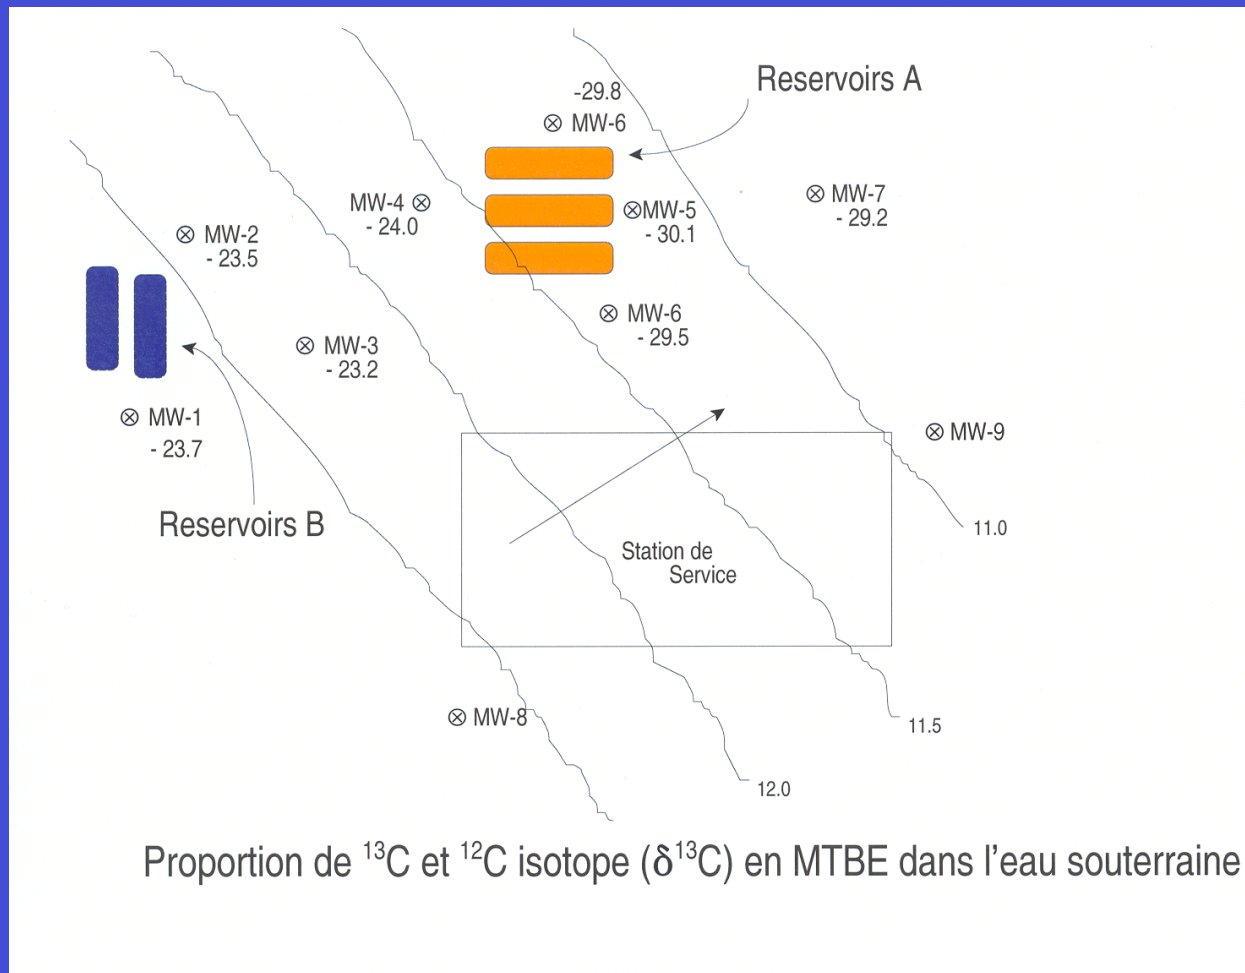 Reservoirs A
-29.8
⊗ MW-6
MW-4 ⊗
- 24.0
⊗MW-5
- 30.1
⊗ MW-7
- 29.2
⊗ MW-2
- 23.5
⊗ MW-6
- 29.5
⊗ MW-3
- 23.2
⊗ MW-1
- 23.7
⊗ MW-9
Reservoirs B
11.0
Station de
Service
⊗ MW-8
11.5
12.0
Proportion de ¹³C et ¹²C isotope (δ¹³C) en MTBE dans l'eau souterraine